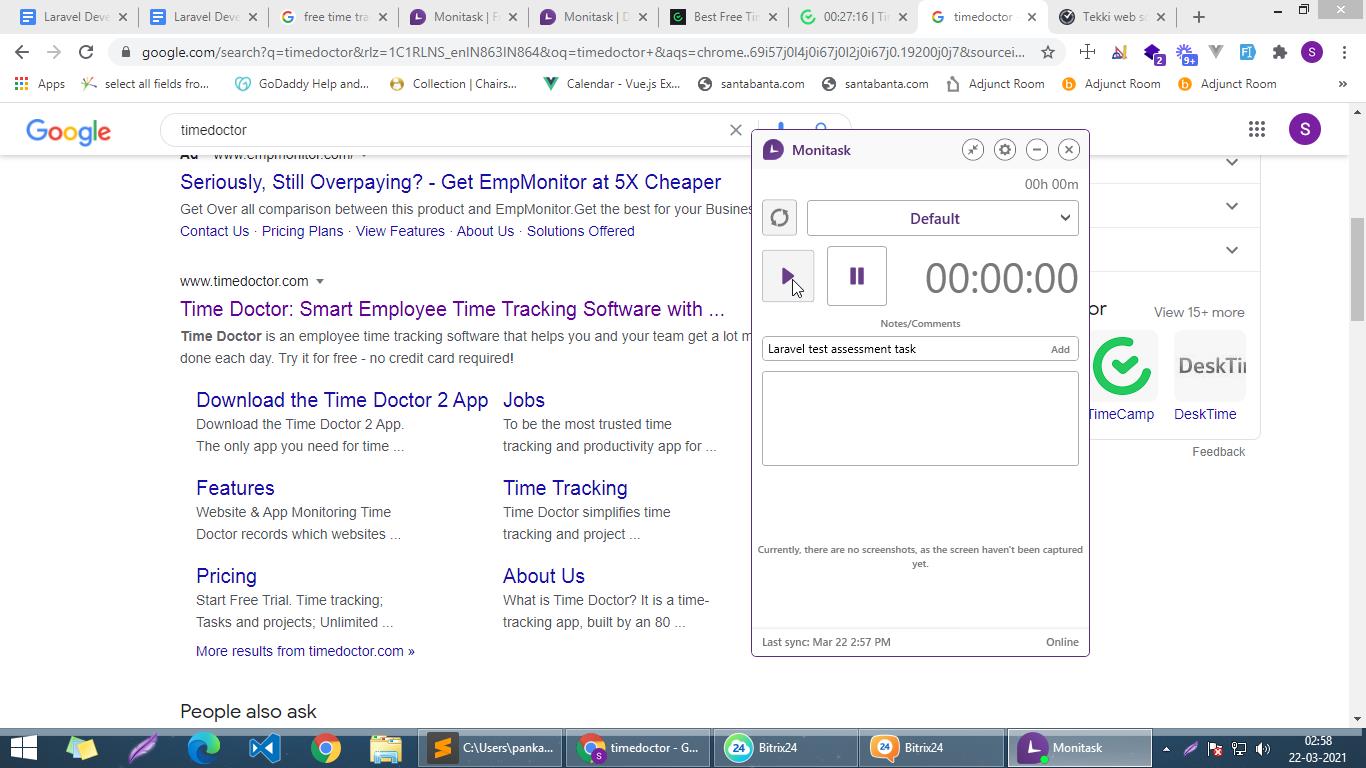 Laravel Deve
Laravel Deve
free time tra
Monitask | F
Monitask | D
Best Free Tim
00:27:16 | Tim
timedoctor
Tekki web so
google.com/search?q=timedoctor&rlz=1C1RLNS_enIN863IN864&oq=timedoctor+&aqs=chrome..69i57j0l4j0i67j0l2j0i67j0.19200j0j7&sourcei...
2
9+
S
Apps
select all fields fro...
GoDaddy Help and...
Collection | Chairs...
Calendar - Vue.js Ex...
santabanta.com
santabanta.com
Adjunct Room
Adjunct Room
Adjunct Room
»
Google
timedoctor
S
Ad www.empmonitor.com/
Seriously, Still Overpaying? - Get EmpMonitor at 5X Cheaper
Get Over all comparison between this product and EmpMonitor.Get the best for your Busines
Contact Us · Pricing Plans · View Features · About Us · Solutions Offered
www.timedoctor.com
Time Doctor: Smart Employee Time Tracking Software with ...
Time Doctor is an employee time tracking software that helps you and your team get a lot m
done each day. Try it for free - no credit card required!
Download the Time Doctor 2 App
Download the Time Doctor 2 App.
The only app you need for time ...
Jobs
To be the most trusted time
tracking and productivity app for ...
Features
Website & App Monitoring Time
Doctor records which websites ...
Time Tracking
Time Doctor simplifies time
tracking and project ...
Pricing
Start Free Trial. Time tracking;
Tasks and projects; Unlimited ...
About Us
What is Time Doctor? It is a time-
tracking app, built by an 80 ...
More results from timedoctor.com »
People also ask
Monitask
00h 00m
Default
00:00:00
Notes/Comments
Laravel test assessment task
Add
Currently, there are no screenshots, as the screen haven't been captured
yet.
Last sync: Mar 22 2:57 PM
Online
or
View 15+ more
DeskTi
TimeCamp
DeskTime
Feedback
C:\Users\panka...
S
timedoctor - G...
24
Bitrix24
24
Bitrix24
Monitask
02:58
22-03-2021